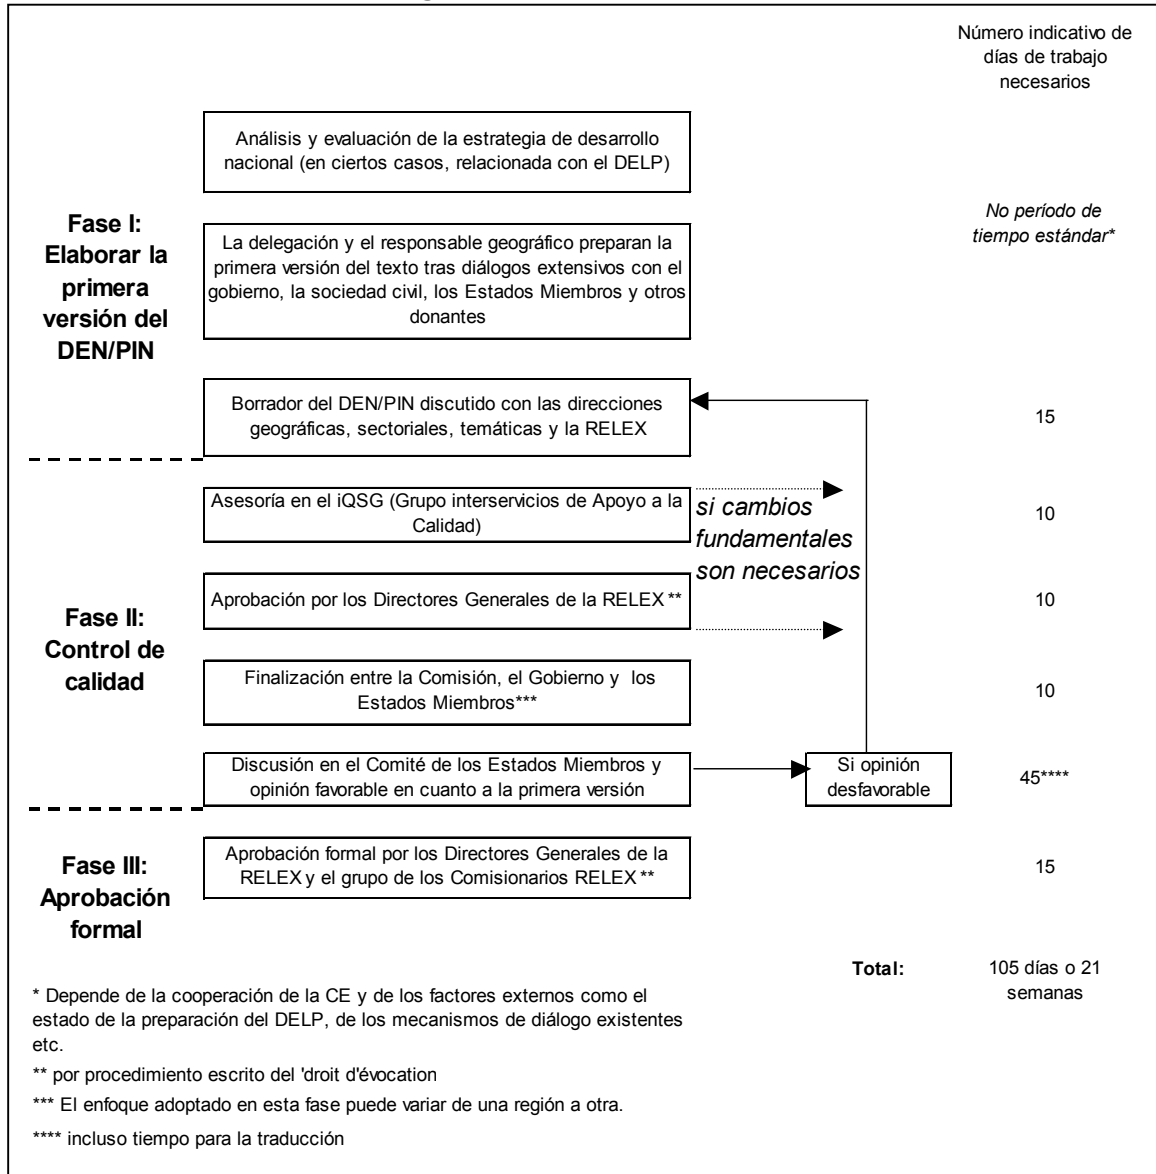 Número indicativo de
días de trabajo
necesarios
Análisis y evaluación de la estrategia de desarrollo
nacional (en ciertos casos, relacionada con el DELP)
Fase I:
Elaborar la
primera
versión del
DEN/PIN
No período de
tiempo estándar*
La delegación y el responsable geográfico preparan la
primera versión del texto tras diálogos extensivos con el
gobierno, la sociedad civil, los Estados Miembros y otros
donantes
Borrador del DEN/PIN discutido con las direcciones
geográficas, sectoriales, temáticas y la RELEX
15
Asesoría en el iQSG (Grupo interservicios de Apoyo a la
Calidad)
10
si cambios
fundamentales
son necesarios
Fase II:
Control de
calidad
Aprobación por los Directores Generales de la RELEX **
10
Finalización entre la Comisión, el Gobierno y los
Estados Miembros***
10
Discusión en el Comité de los Estados Miembros y
opinión favorable en cuanto a la primera versión
Si opinión
desfavorable
45****
Fase III:
Aprobación
formal
Aprobación formal por los Directores Generales de la
RELEX y el grupo de los Comisionarios RELEX **
15
Total:
105 días o 21
semanas
* Depende de la cooperación de la CE y de los factores externos como el
estado de la preparación del DELP, de los mecanismos de diálogo existentes
etc.
** por procedimiento escrito del 'droit d'évocation
*** El enfoque adoptado en esta fase puede variar de una región a otra.
**** incluso tiempo para la traducción